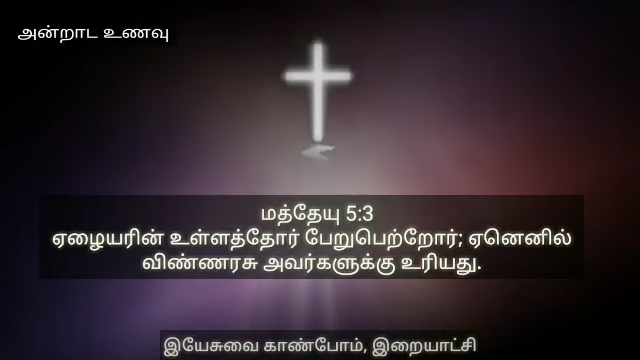 அன்றாட உணவு
மத்தேயு 5:3
ஏழையரின் உள்ளத்தோர் பேறுபெற்றோர்; ஏனெனில்
விண்ணரசு அவர்களுக்கு உரியது.
இயேசுவை காண்போம், இறையாட்சி